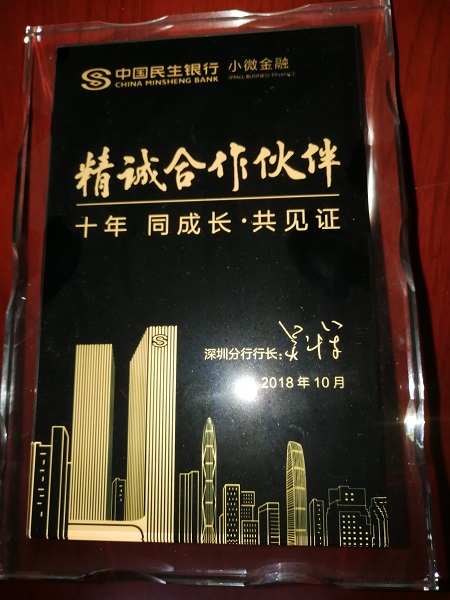 中国民生银行 小微金融
CHINA MINSHENG BANK SMALL BUSINESS FINANCE
精诚合作伙伴
十年 同成长·共见证
深圳分行行长:
2018年10月